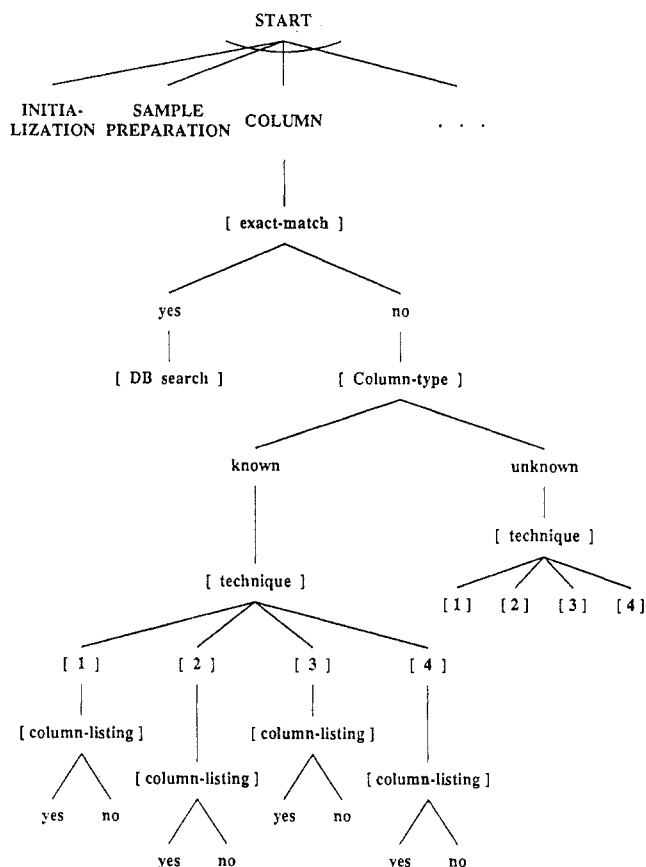 START
INITIA-
LIZATION
SAMPLE
PREPARATION
COLUMN
. . .
[ exact-match ]
yes
no
[ DB search ]
[ Column-type ]
known
unknown
[ technique ]
[ technique ]
[ 1 ]
[ 2 ]
[ 3 ]
[ 4 ]
[ 1 ]
[ 2 ]
[ 3 ]
[ 4 ]
[ column-listing ]
[ column-listing ]
[ column-listing ]
[ column-listing ]
yes
no
yes
no
yes
no
yes
no